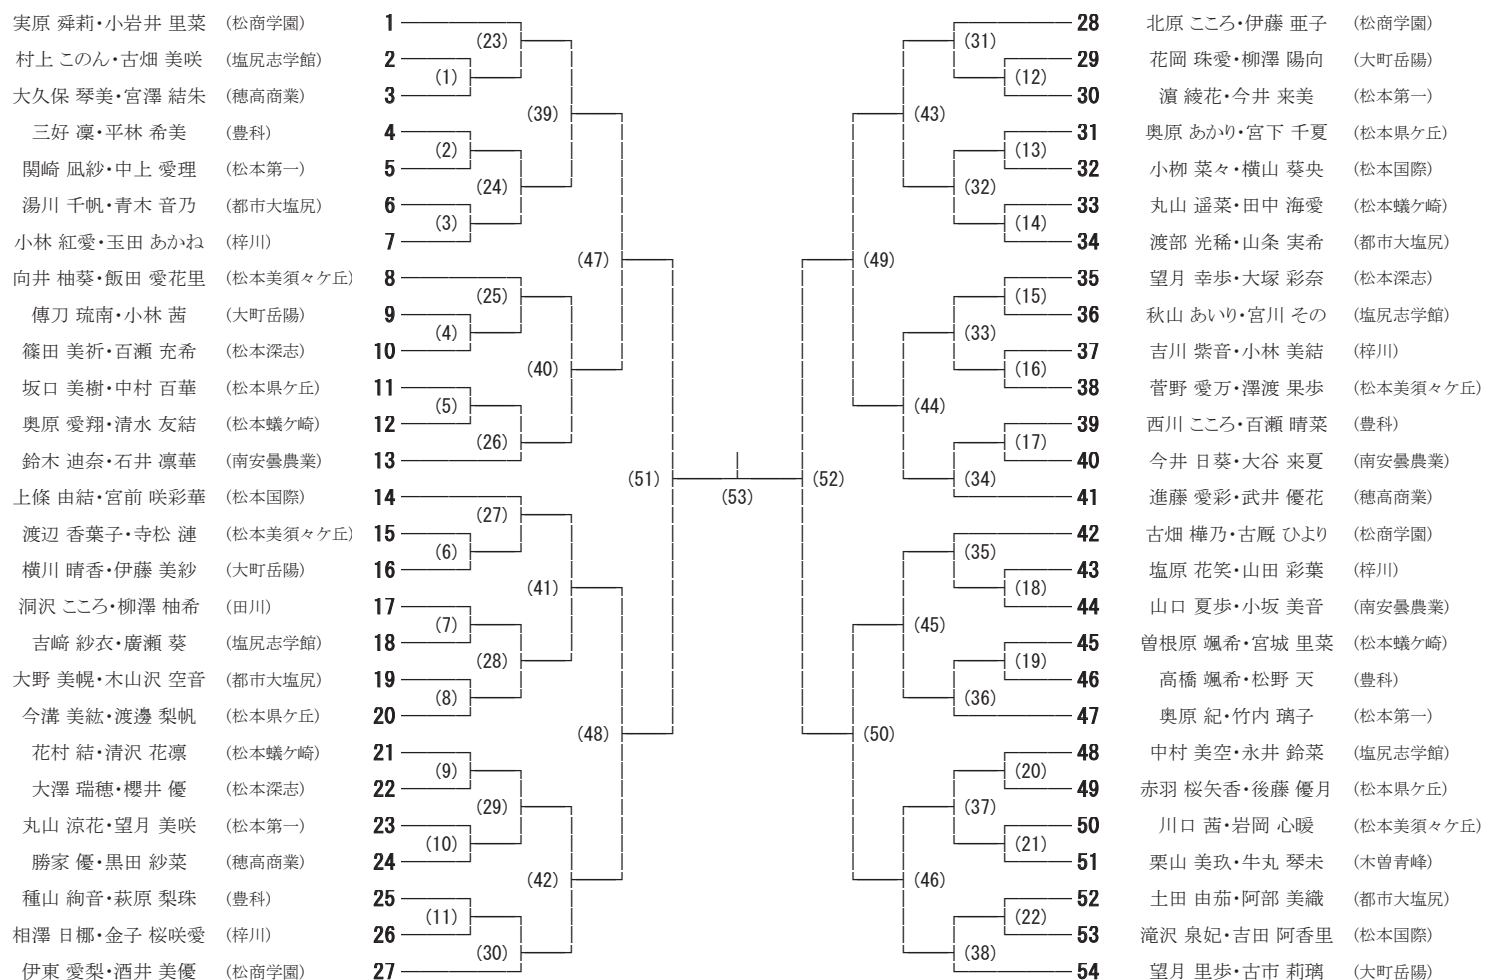 実原 舜莉・小岩井 里菜 (松商学園) 1
村上 このん・古畑 美咲 (塩尻志学館) 2
大久保 琴美・宮澤 結朱 (穂高商業) 3
三好 凜・平林 希美 (豊科) 4
関崎 凪紗・中上 愛理 (松本第一) 5
湯川 千帆・青木 音乃 (都市大塩尻) 6
小林 紅愛・玉田 あかね (梓川) 7
向井 柚葵・飯田 愛花里 (松本美須々ケ丘) 8
傳刀 琉南・小林 茜 (大町岳陽) 9
篠田 美祈・百瀬 充希 (松本深志) 10
坂口 美樹・中村 百華 (松本県ケ丘) 11
奥原 愛翔・清水 友結 (松本蟻ケ崎) 12
鈴木 迪奈・石井 凛華 (南安曇農業) 13
上條 由結・宮前 咲彩華 (松本国際) 14
渡辺 香葉子・寺松 漣 (松本美須々ケ丘) 15
横川 晴香・伊藤 美紗 (大町岳陽) 16
洞沢 こころ・柳澤 柚希 (田川) 17
吉﨑 紗衣・廣瀬 葵 (塩尻志学館) 18
大野 美幌・木山沢 空音 (都市大塩尻) 19
今溝 美紘・渡邊 梨帆 (松本県ケ丘) 20
花村 結・清沢 花凛 (松本蟻ケ崎) 21
大澤 瑞穂・櫻井 優 (松本深志) 22
丸山 涼花・望月 美咲 (松本第一) 23
勝家 優・黒田 紗菜 (穂高商業) 24
種山 絢音・萩原 梨珠 (豊科) 25
相澤 日梛・金子 桜咲愛 (梓川) 26
伊東 愛梨・酒井 美優 (松商学園) 27
(1)
(2)
(3)
(4)
(5)
(6)
(7)
(8)
(9)
(10)
(11)
(23)
(24)
(25)
(26)
(27)
(28)
(29)
(30)
(39)
(40)
(41)
(42)
(47)
(48)
(51)
(53)
(52)
(49)
(50)
(43)
(44)
(45)
(46)
(31)
(32)
(33)
(34)
(35)
(36)
(37)
(38)
(12)
(13)
(14)
(15)
(16)
(17)
(18)
(19)
(20)
(21)
(22)
28 北原 こころ・伊藤 亜子 (松商学園)
29 花岡 珠愛・柳澤 陽向 (大町岳陽)
30 濵 綾花・今井 来美 (松本第一)
31 奥原 あかり・宮下 千夏 (松本県ケ丘)
32 小栁 菜々・横山 葵央 (松本国際)
33 丸山 遥菜・田中 海愛 (松本蟻ケ崎)
34 渡部 光稀・山条 実希 (都市大塩尻)
35 望月 幸歩・大塚 彩奈 (松本深志)
36 秋山 あいり・宮川 その (塩尻志学館)
37 吉川 紫音・小林 美結 (梓川)
38 菅野 愛万・澤渡 果歩 (松本美須々ケ丘)
39 西川 こころ・百瀬 晴菜 (豊科)
40 今井 日葵・大谷 来夏 (南安曇農業)
41 進藤 愛彩・武井 優花 (穂高商業)
42 古畑 樺乃・古厩 ひより (松商学園)
43 塩原 花笑・山田 彩葉 (梓川)
44 山口 夏歩・小坂 美音 (南安曇農業)
45 曽根原 颯希・宮城 里菜 (松本蟻ケ崎)
46 高橋 颯希・松野 天 (豊科)
47 奥原 紀・竹内 璃子 (松本第一)
48 中村 美空・永井 鈴菜 (塩尻志学館)
49 赤羽 桜矢香・後藤 優月 (松本県ケ丘)
50 川口 茜・岩岡 心暖 (松本美須々ケ丘)
51 栗山 美玖・牛丸 琴未 (木曽青峰)
52 土田 由茄・阿部 美織 (都市大塩尻)
53 滝沢 泉妃・吉田 阿香里 (松本国際)
54 望月 里歩・古市 莉璃 (大町岳陽)